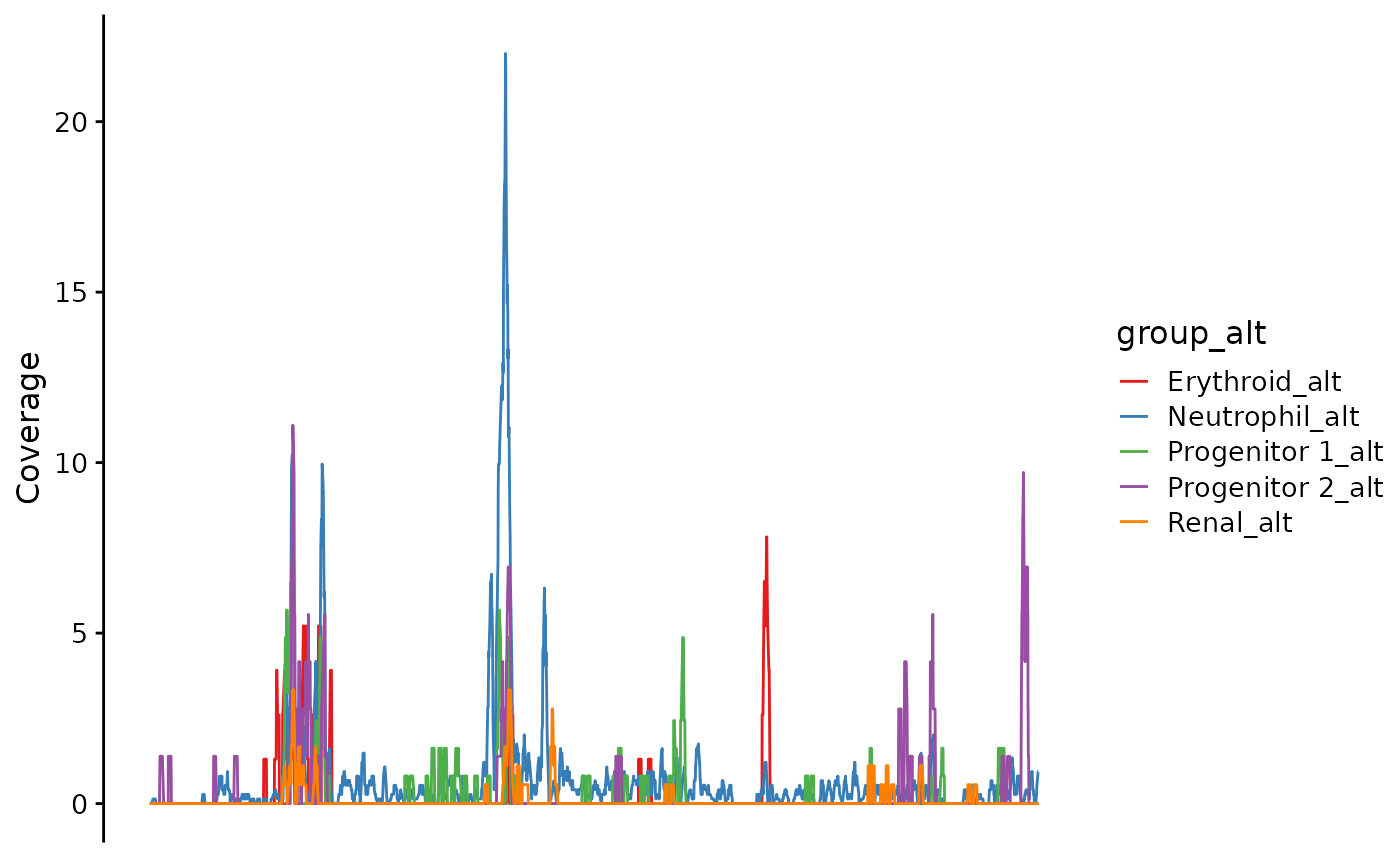 Coverage
20
15
10
5
0
group_alt
Erythroid_alt
Neutrophil_alt
Progenitor 1_alt
Progenitor 2_alt
Renal_alt